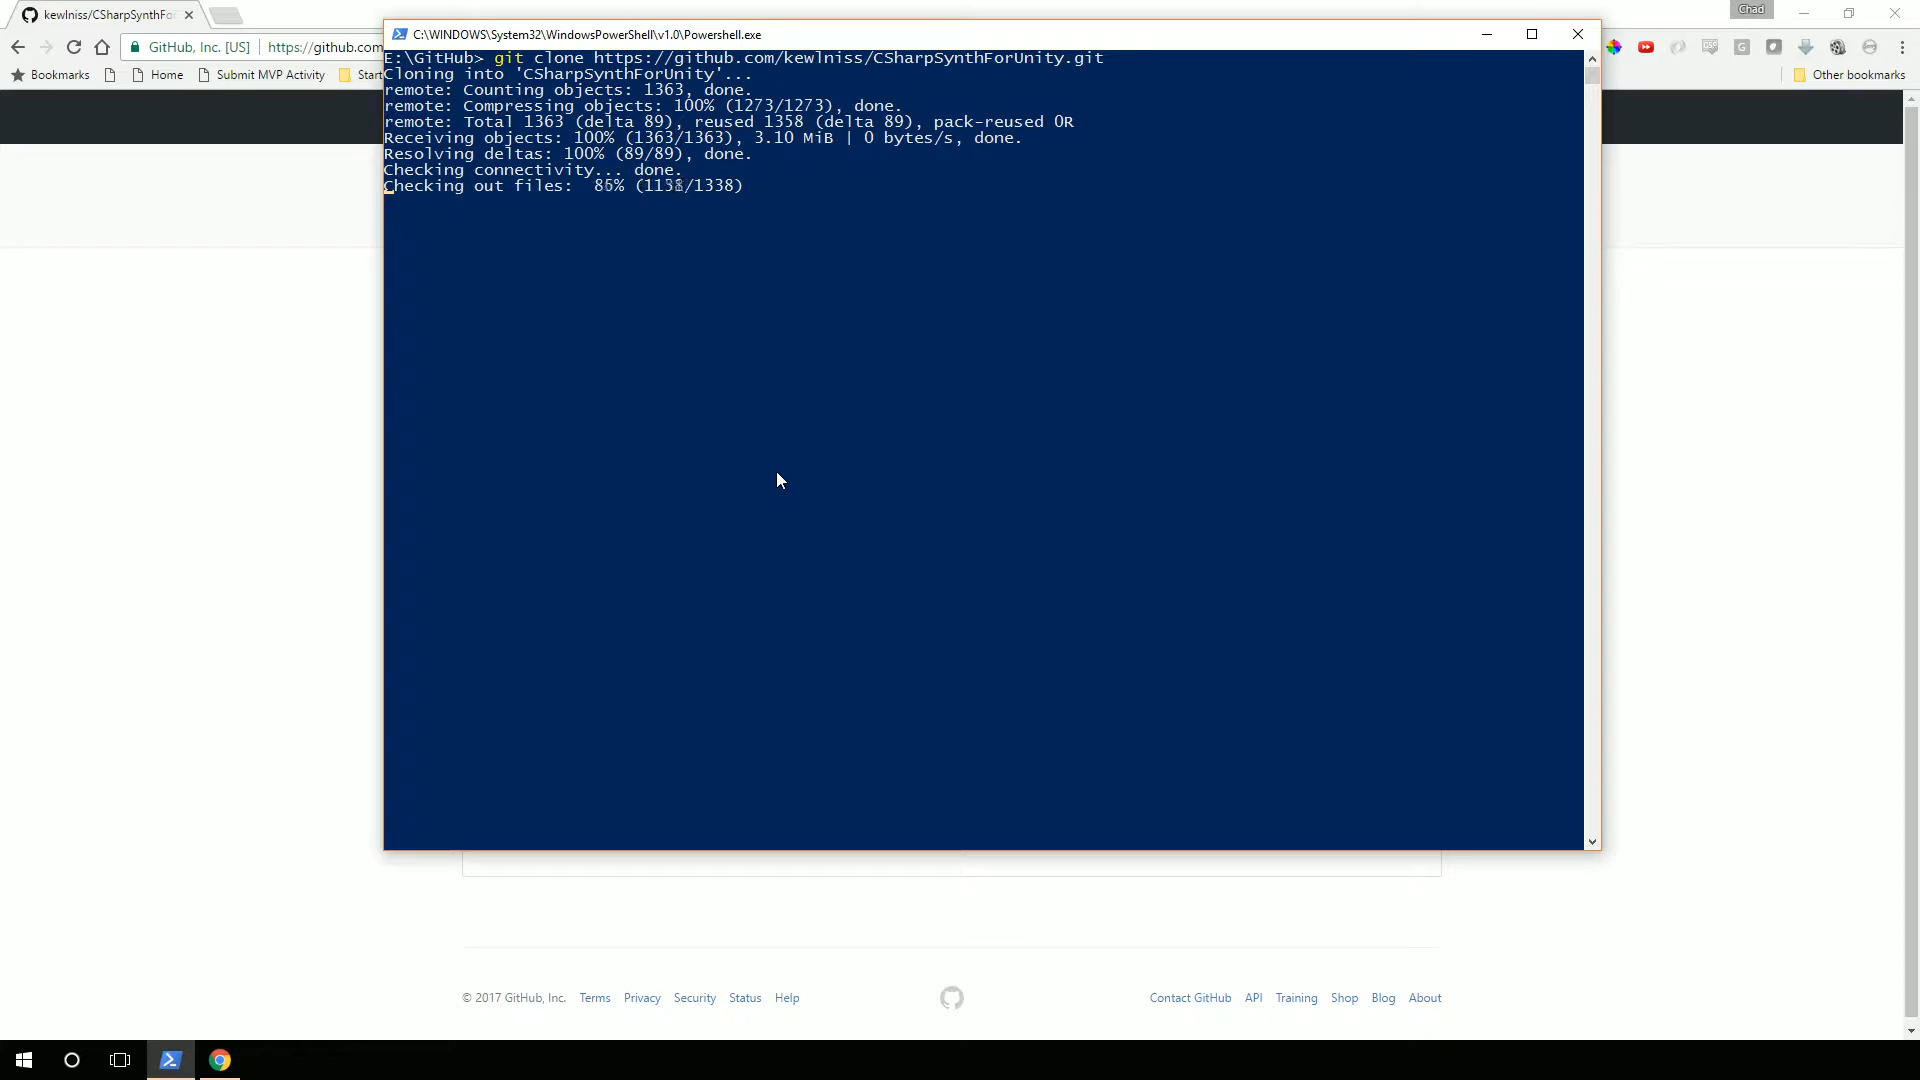 kewlniss/CSharpSynthFo
Chad
GitHub, Inc. [US]
https://github.com
Bookmarks
Home
Submit MVP Activity
Start
Other bookmarks
C:\WINDOWS\System32\WindowsPowerShell\v1.0\Powershell.exe
E:\GitHub> git clone https://github.com/kewlniss/CSharpSynthForUnity.git
Cloning into 'CSharpSynthForUnity'...
remote: Counting objects: 1363, done.
remote: Compressing objects: 100% (1273/1273), done.
remote: Total 1363 (delta 89), reused 1358 (delta 89), pack-reused 0R
Receiving objects: 100% (1363/1363), 3.10 MiB | 0 bytes/s, done.
Resolving deltas: 100% (89/89), done.
Checking connectivity... done.
Checking out files:
© 2017 GitHub, Inc. Terms Privacy Security Status Help
Contact GitHub API Training Shop Blog About